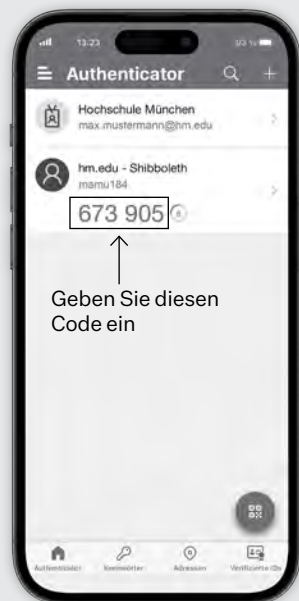 13:23
Authenticator
Hochschule München
max.mustermann@hm.edu
hm.edu - Shibboleth
mamu184
673 905
Geben Sie diesen
Code ein
Authenticator Kennwörter Adressen Verifizierte IDs